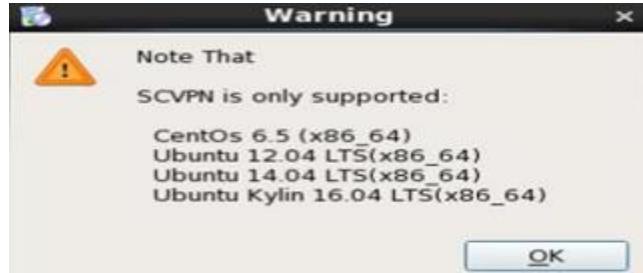 Warning
Note That
SCVPN is only supported:
CentOs 6.5 (x86_64)
Ubuntu 12.04 LTS(x86_64)
Ubuntu 14.04 LTS(x86_64)
Ubuntu Kylin 16.04 LTS(x86_64)
OK